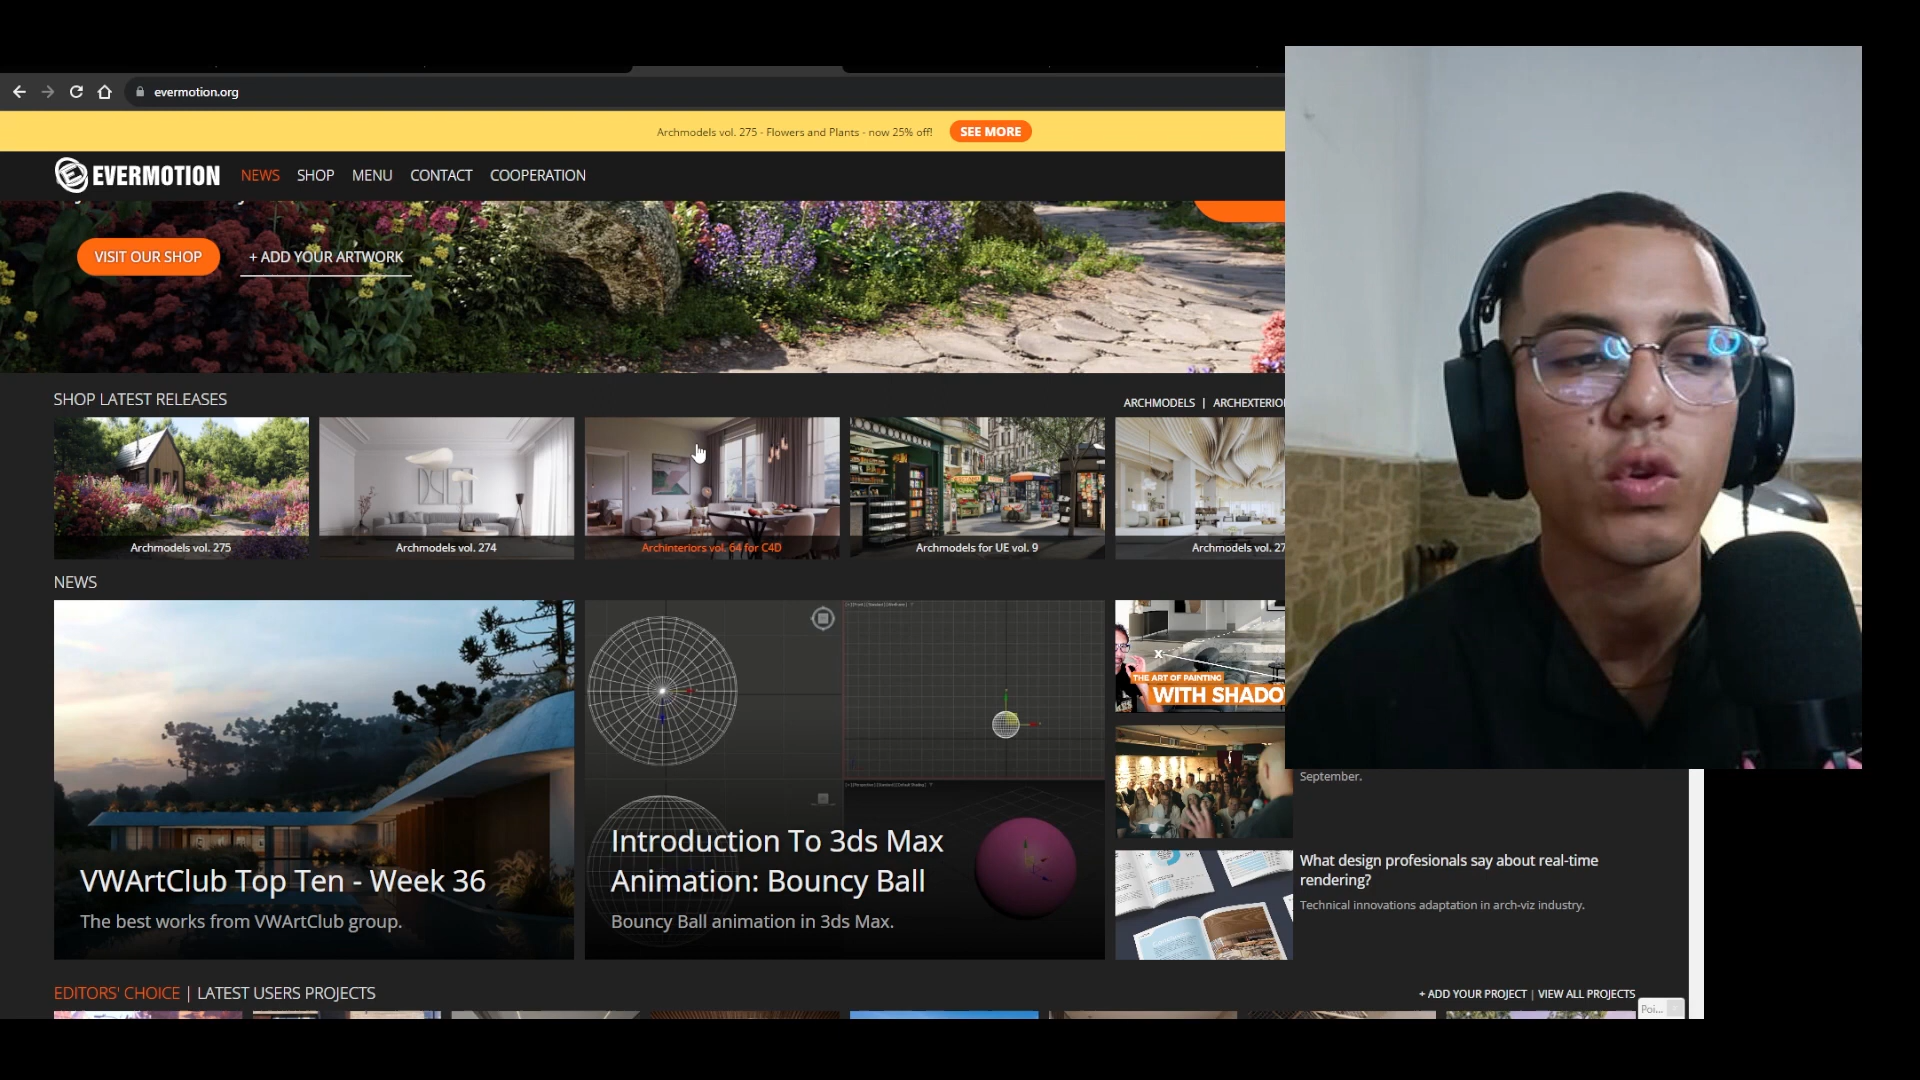 evermotion.org
Archmodels vol. 275 - Flowers and Plants - now 25% off!
SEE MORE
EVERMOTION
NEWS SHOP MENU CONTACT COOPERATION
VISIT OUR SHOP
+ ADD YOUR ARTWORK
SHOP LATEST RELEASES
ARCHMODELS |
Archmodels vol. 275
Archmodels vol. 274
Archinteriors vol. 64 for C4D
Archmodels for UE vol. 9
Archmodels vol. 27
NEWS
VWArtClub Top Ten - Week 36
The best works from VWArtClub group.
Introduction To 3ds Max
Animation: Bouncy Ball
Bouncy Ball animation in 3ds Max.
THE ART OF PAINTING
WITH SHADO
September.
What design profesionals say about real-time
rendering?
Technical innovations adaptation in arch-viz industry.
EDITORS' CHOICE | LATEST USERS PROJECTS
+ ADD YOUR PROJECT | VIEW ALL PROJECTS
Poi...